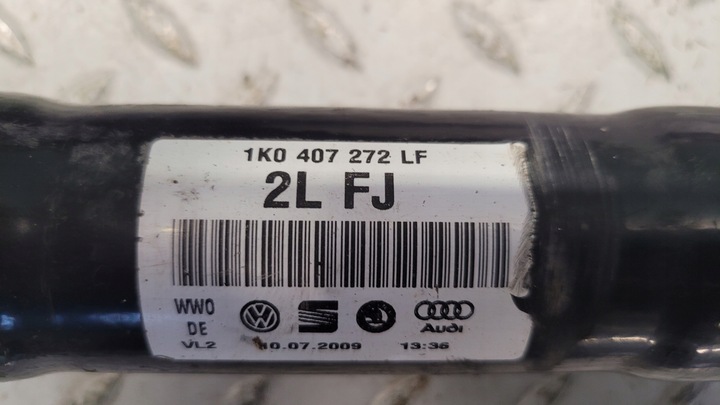 1K0 407 272 LF
2L FJ
WWO
DE
Audi
VL2 10.07.2009 13:36